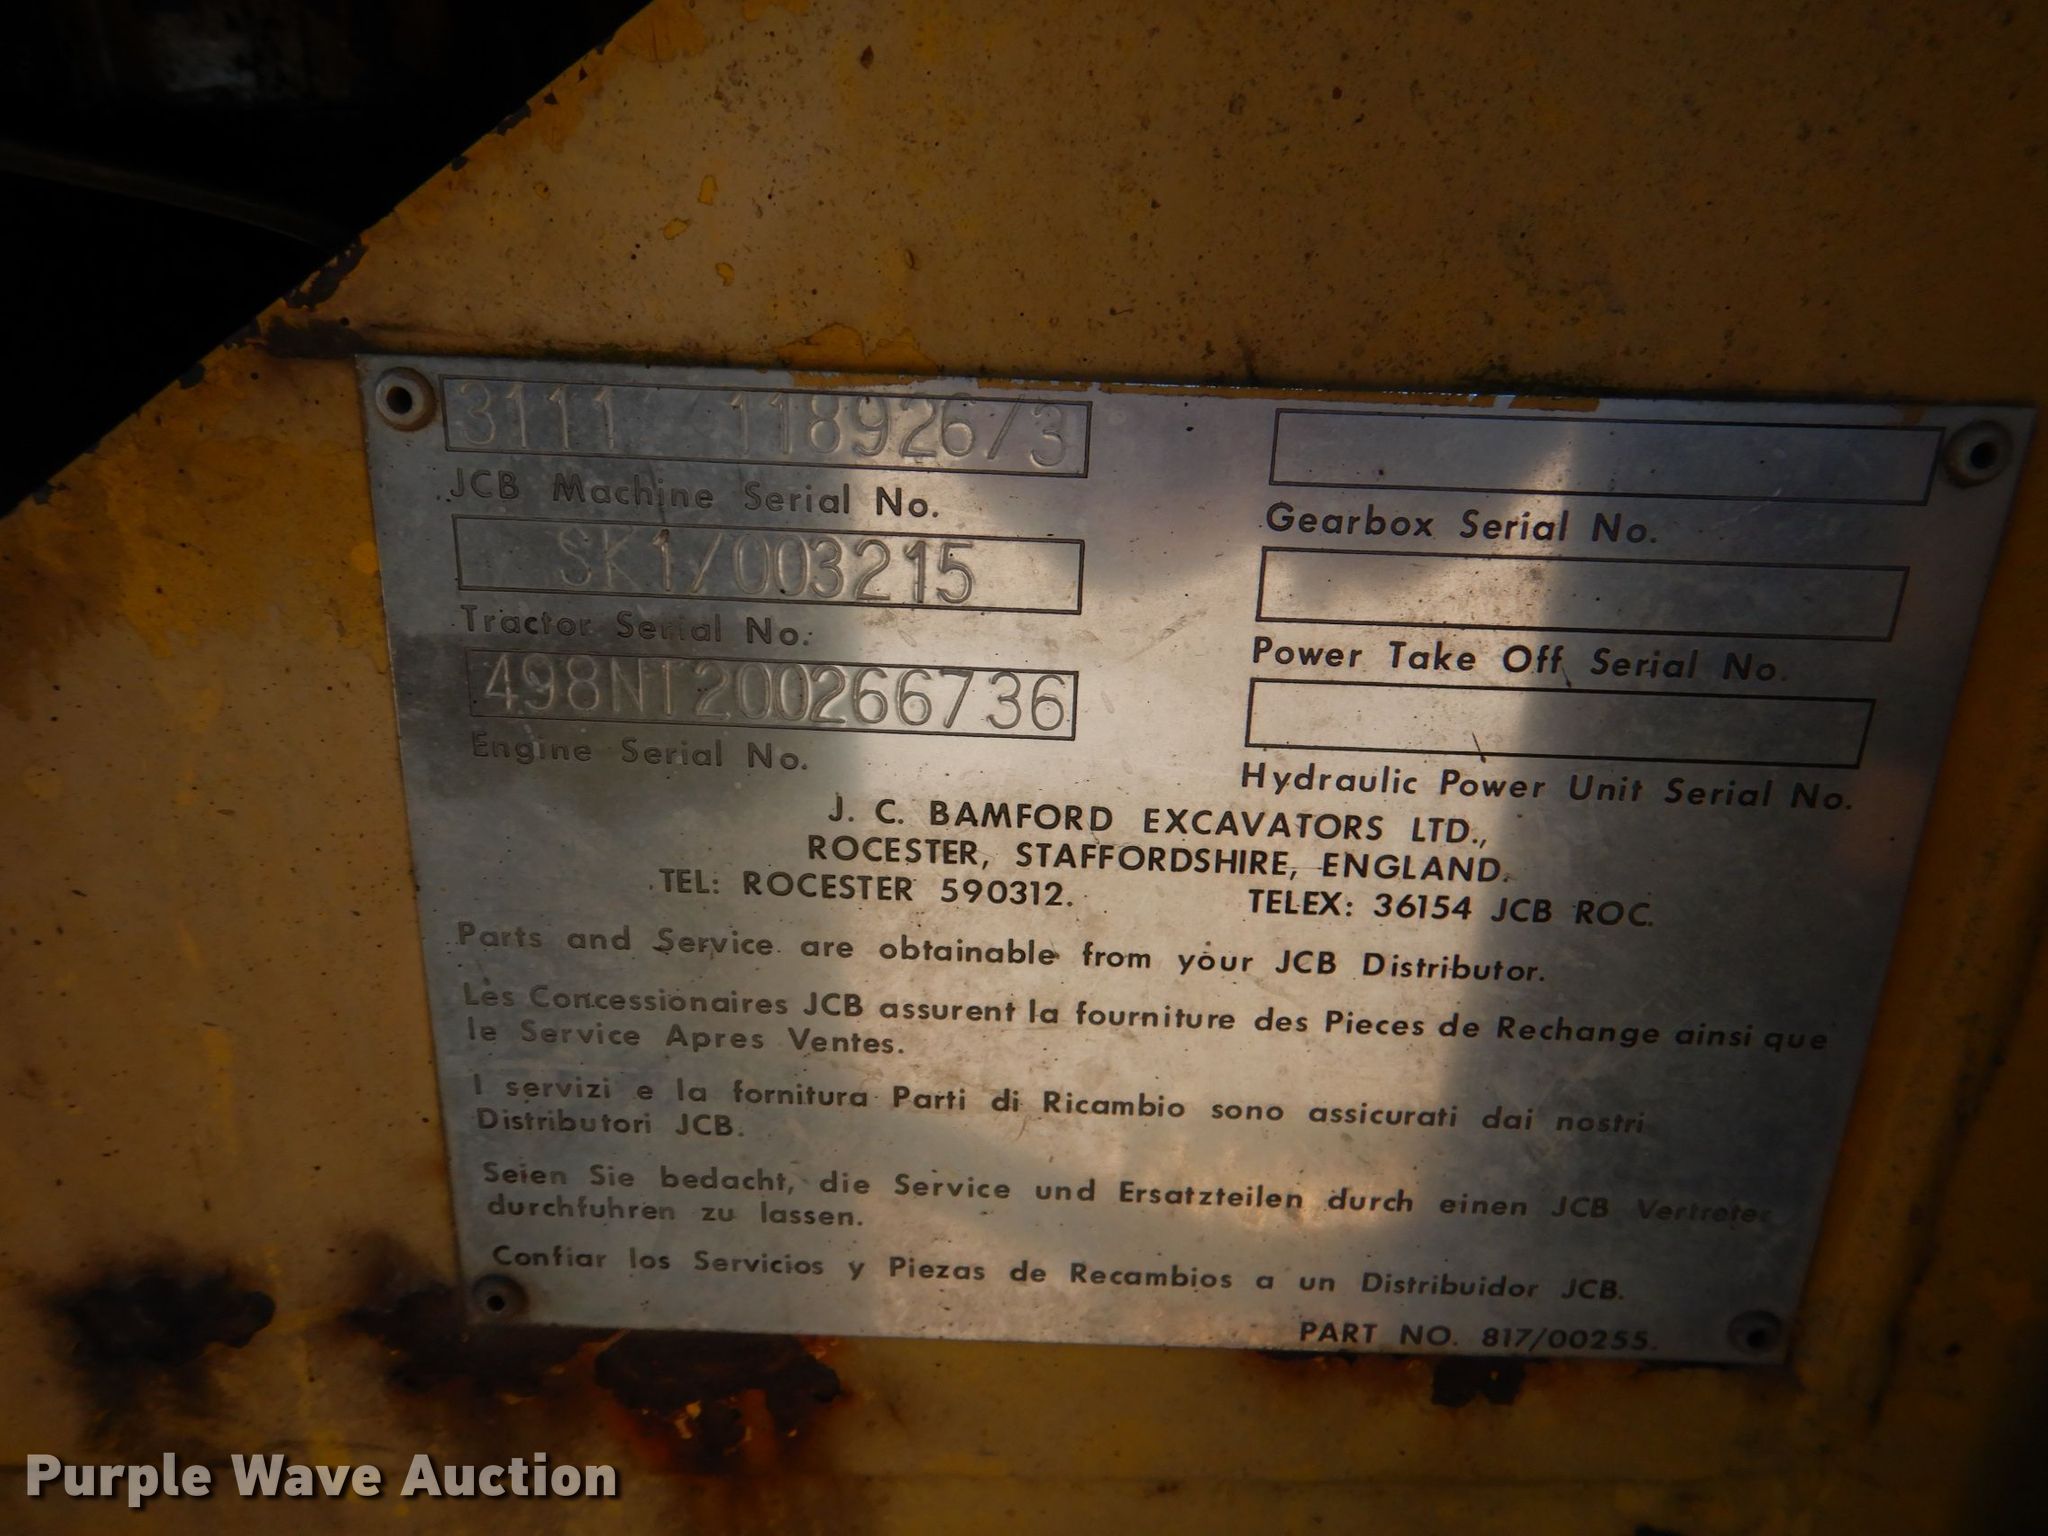 3111 118926/3
JCB Machine Serial No.
SK1/003215
Tractor Serial No.
498NT200266736
Engine Serial No.
Gearbox Serial No.
Power Take Off Serial No.
Hydraulic Power Unit Serial No.
J. C. BAMFORD EXCAVATORS LTD.,
ROCESTER, STAFFORDSHIRE, ENGLAND.
TEL: ROCESTER 590312. TELEX: 36154 JCB ROC.
Parts and Service are obtainable from your JCB Distributor.
Les Concessionaires JCB assurent la fourniture des Pieces de Rechange ainsi que
le Service Apres Ventes.
I servizi e la fornitura Parti di Ricambio sono assicurati dai nostri
Distributori JCB.
Seien Sie bedacht, die Service und Ersatzteilen durch einen JCB Vertreter
durchfuhren zu lassen.
Confiar los Servicios y Piezas de Recambios a un Distribuidor JCB.
PART NO. 817/00255.
Purple Wave Auction